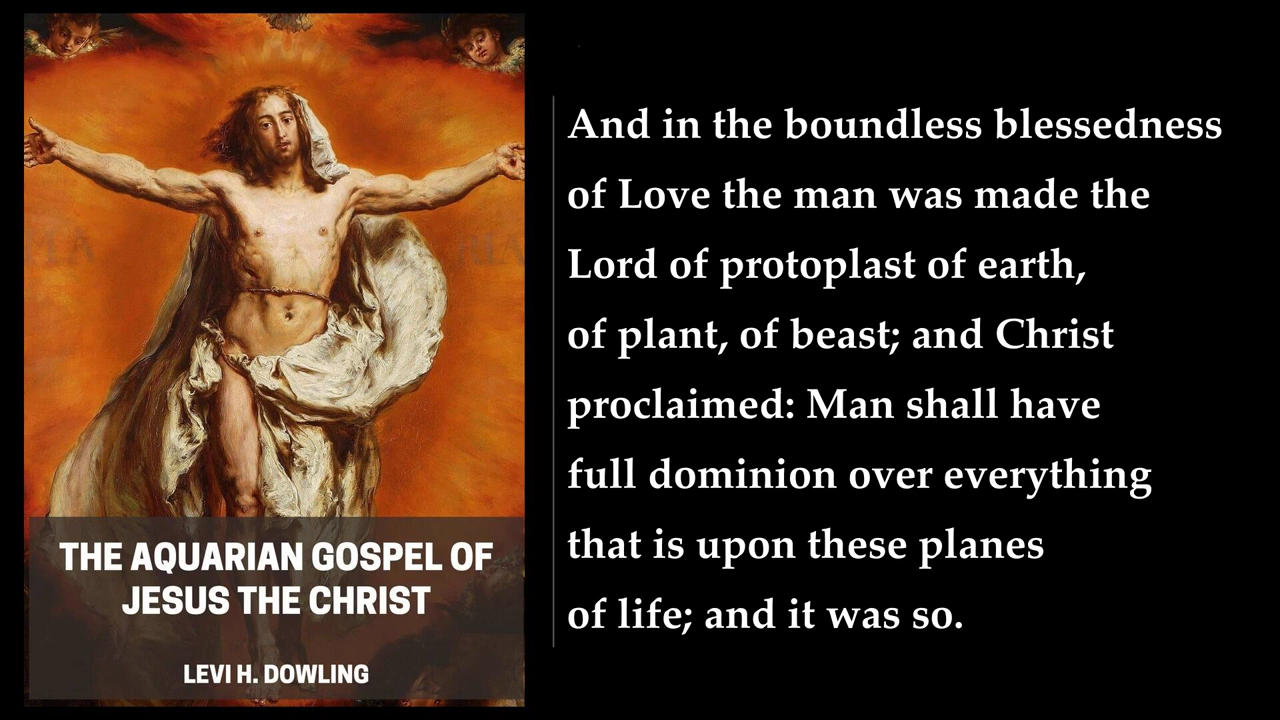 THE AQUARIAN GOSPEL OF
JESUS THE CHRIST
LEVI H. DOWLING
And in the boundless blessedness
of Love the man was made the
Lord of protoplast of earth,
of plant, of beast; and Christ
proclaimed: Man shall have
full dominion over everything
that is upon these planes
of life; and it was so.